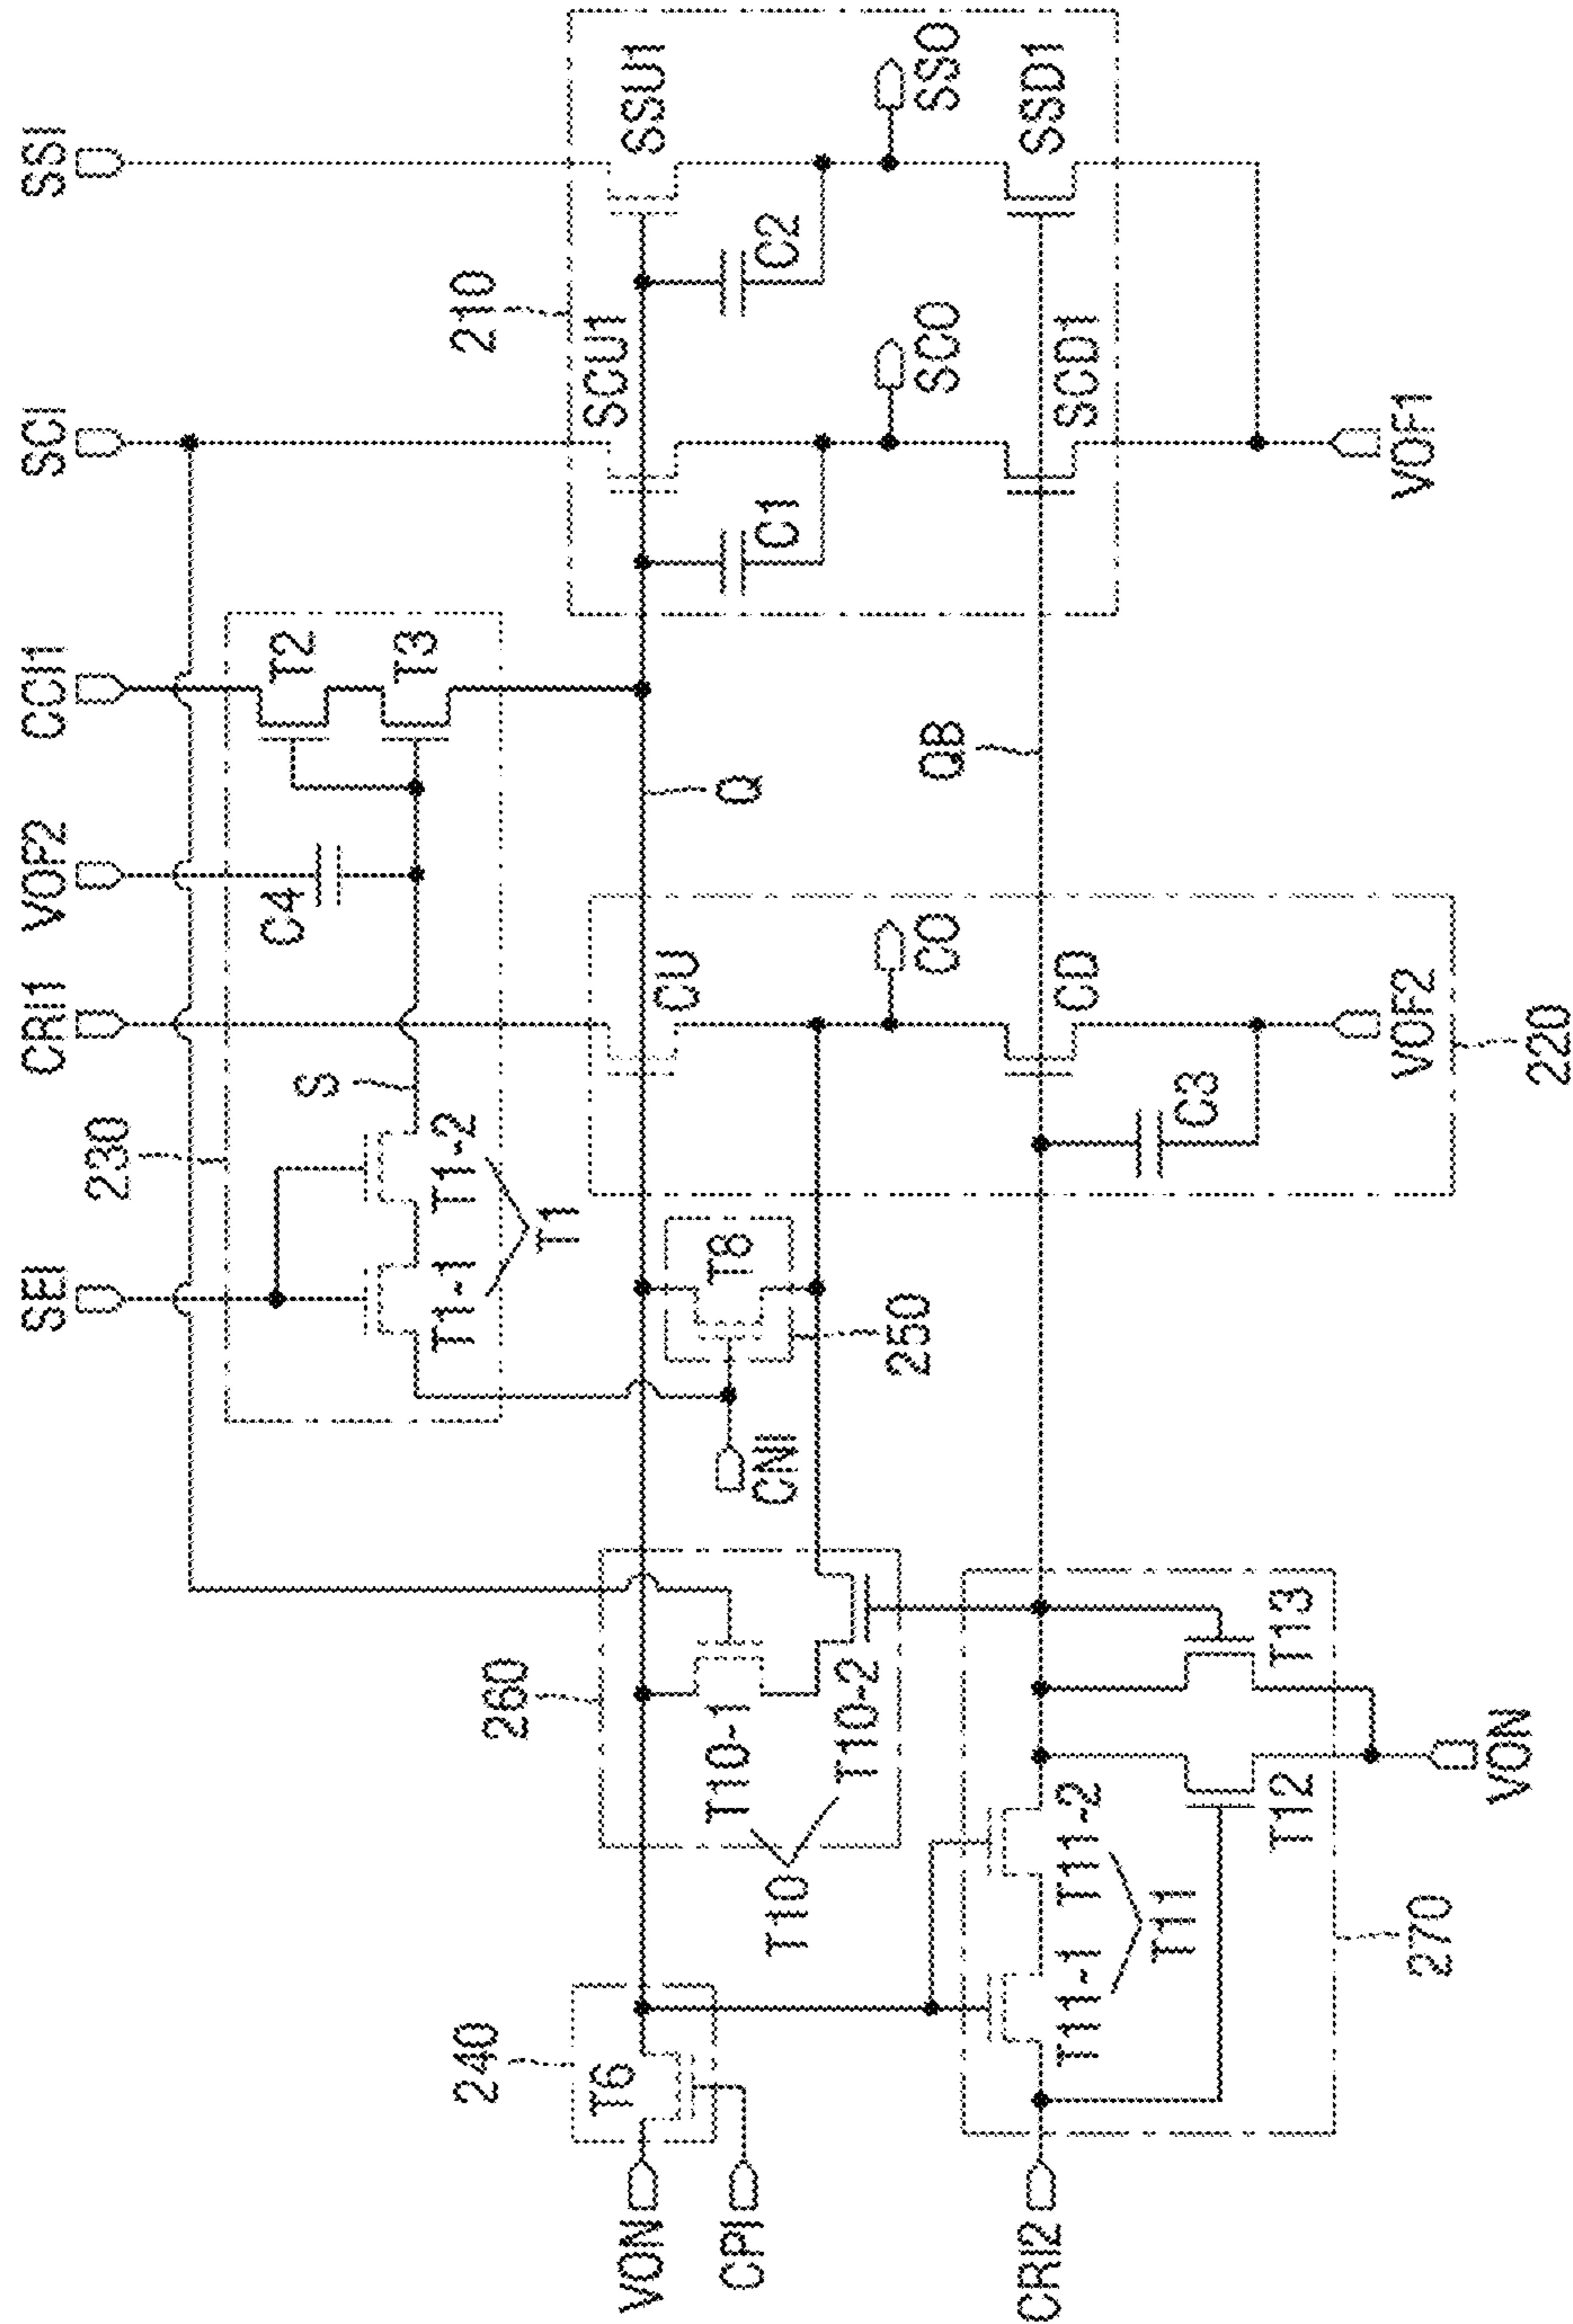 SEI
CRI1
VOF2
CCI1
SCI
SSI
230
S
C4
T2
T3
T1-1
T1-2
T1
210
SCU1
SSU1
240
T6
VON
CPI
260
T10-1
T10-2
T10
CNI
T8
250
CU
Q
C1
C2
CO
SCO
SSO
QB
CD
SCD1
SSD1
CRI2
T11-1
T11-2
T11
T12
T13
C3
270
VON
VOF2
220
VOF1